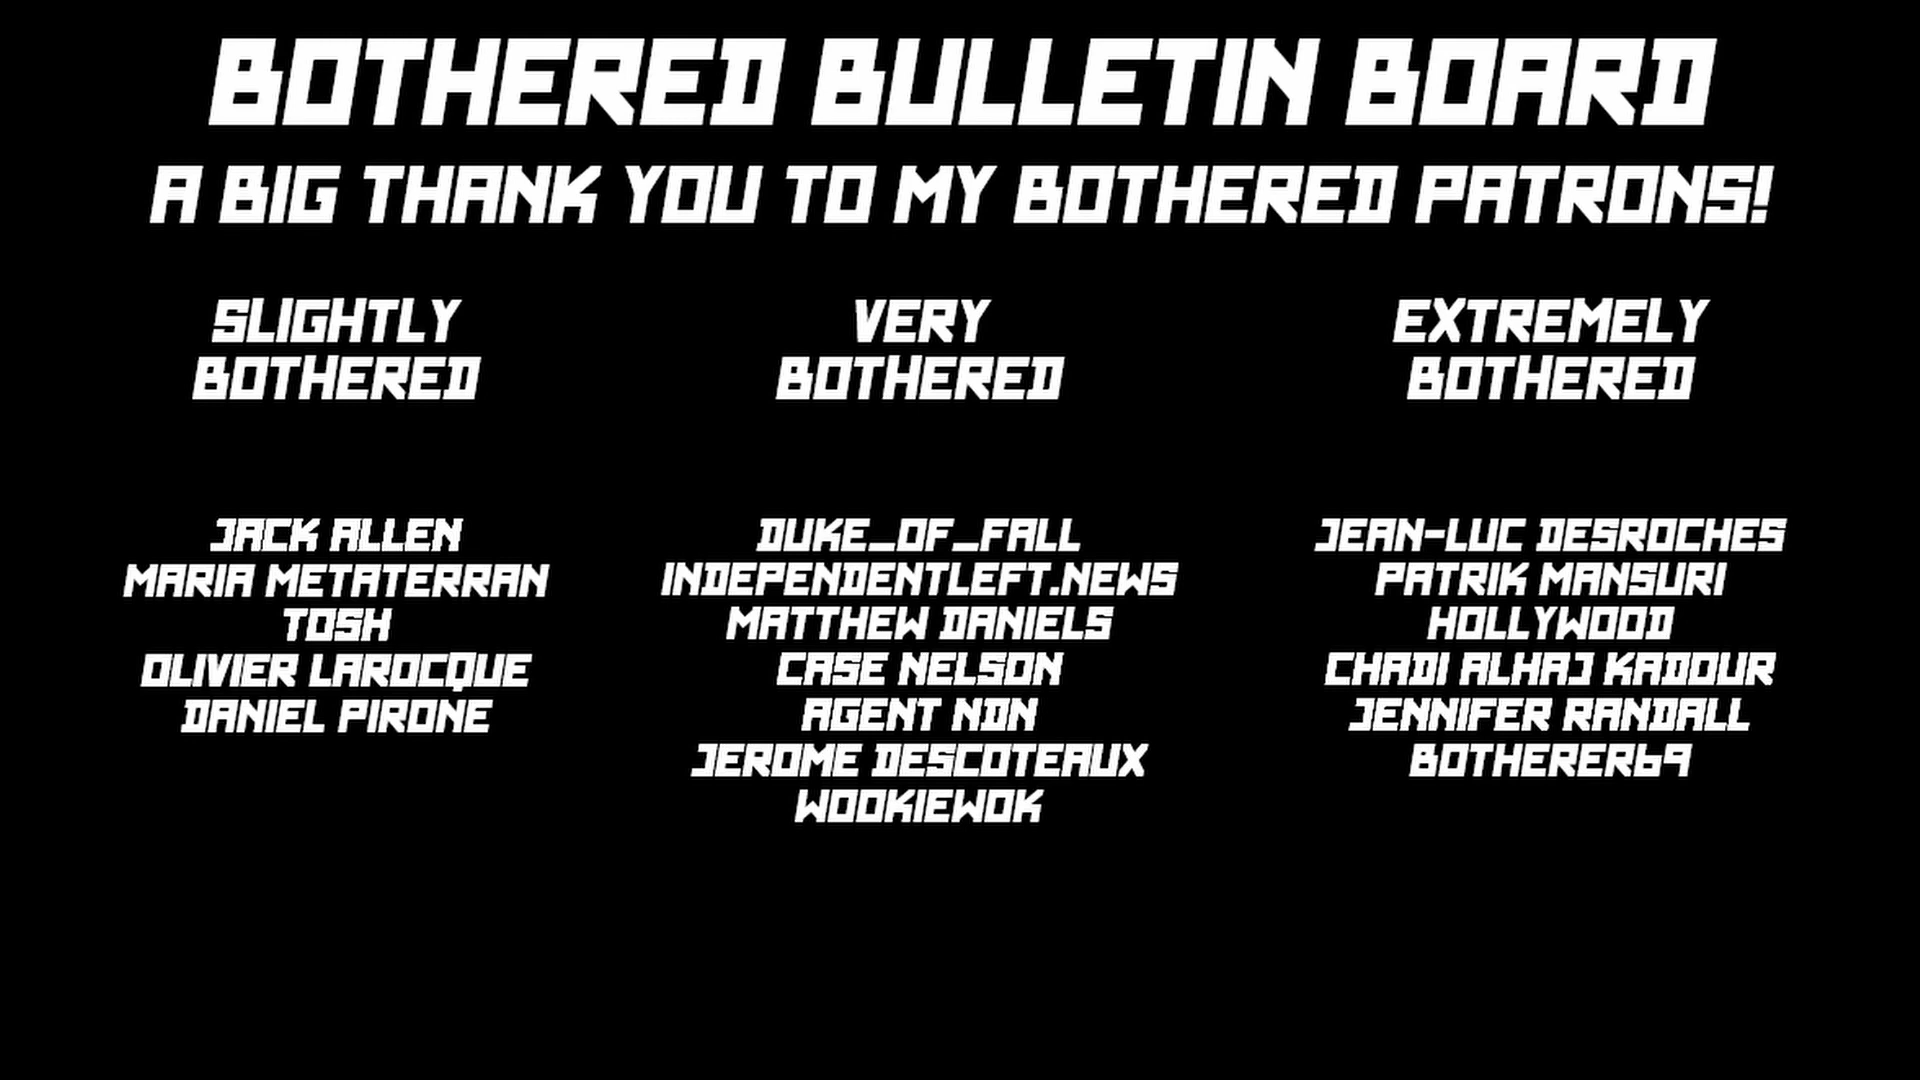 BOTHERED BULLETIN BOARD
A BIG THANK YOU TO MY BOTHERED PATRONS!
SLIGHTLY
BOTHERED
JACK ALLEN
MARIA METATERRAN
TOSH
OLIVIER LAROCQUE
DANIEL PIRONE
VERY
BOTHERED
DUKE_OF_FALL
INDEPENDENTLEFT.NEWS
MATTHEW DANIELS
CASE NELSON
AGENT NDN
JEROME DESCOTEAUX
WOOKIEWOK
EXTREMELY
BOTHERED
JEAN-LUC DESROCHES
PATRIK MANSURI
HOLLYWOOD
CHADI ALHAJ KADOUR
JENNIFER RANDALL
BOTHERER69